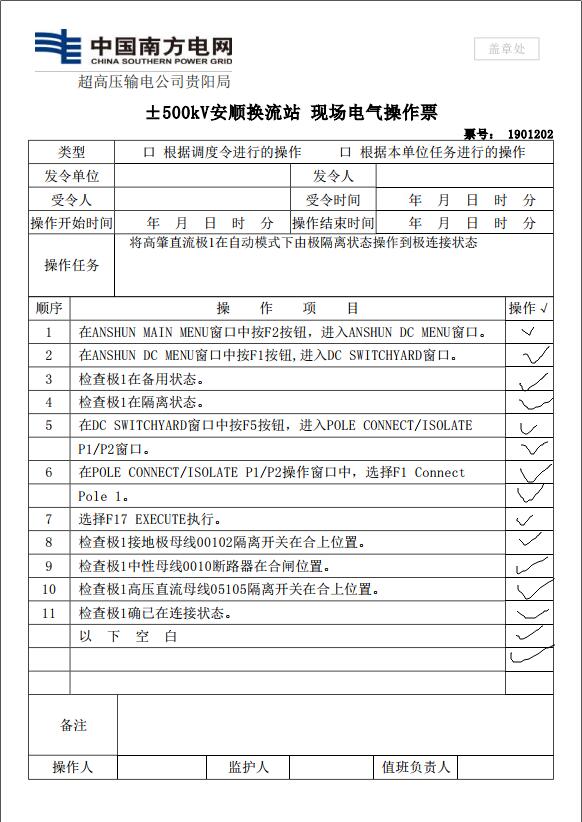 中国南方电网
CHINA SOUTHERN POWER GRID
盖章处
超高压输电公司贵阳局
±500kV安顺换流站 现场电气操作票
票号： 1901202
类型 口 根据调度令进行的操作 口 根据本单位任务进行的操作
发令单位 发令人
受令人 受令时间 年 月 日 时 分
操作开始时间 年 月 日 时 分 操作结束时间 年 月 日 时 分
操作任务 将高肇直流极1在自动模式下由极隔离状态操作到极连接状态
顺序 操 作 项 目 操作√
1 在ANSHUN MAIN MENU窗口中按F2按钮，进入ANSHUN DC MENU窗口。 ✓
2 在ANSHUN DC MENU窗口中按F1按钮,进入DC SWITCHYARD窗口。 ✓
3 检查极1在备用状态。 ✓
4 检查极1在隔离状态。 ✓
5 在DC SWITCHYARD窗口中按F5按钮，进入POLE CONNECT/ISOLATE ✓
P1/P2窗口。 ✓
6 在POLE CONNECT/ISOLATE P1/P2操作窗口中，选择F1 Connect ✓
Pole 1。 ✓
7 选择F17 EXECUTE执行。 ✓
8 检查极1接地极母线00102隔离开关在合上位置。 ✓
9 检查极1中性母线0010断路器在合闸位置。 ✓
10 检查极1高压直流母线05105隔离开关在合上位置。 ✓
11 检查极1确已在连接状态。 ✓
以 下 空 白 ✓
✓
备注
操作人 监护人 值班负责人